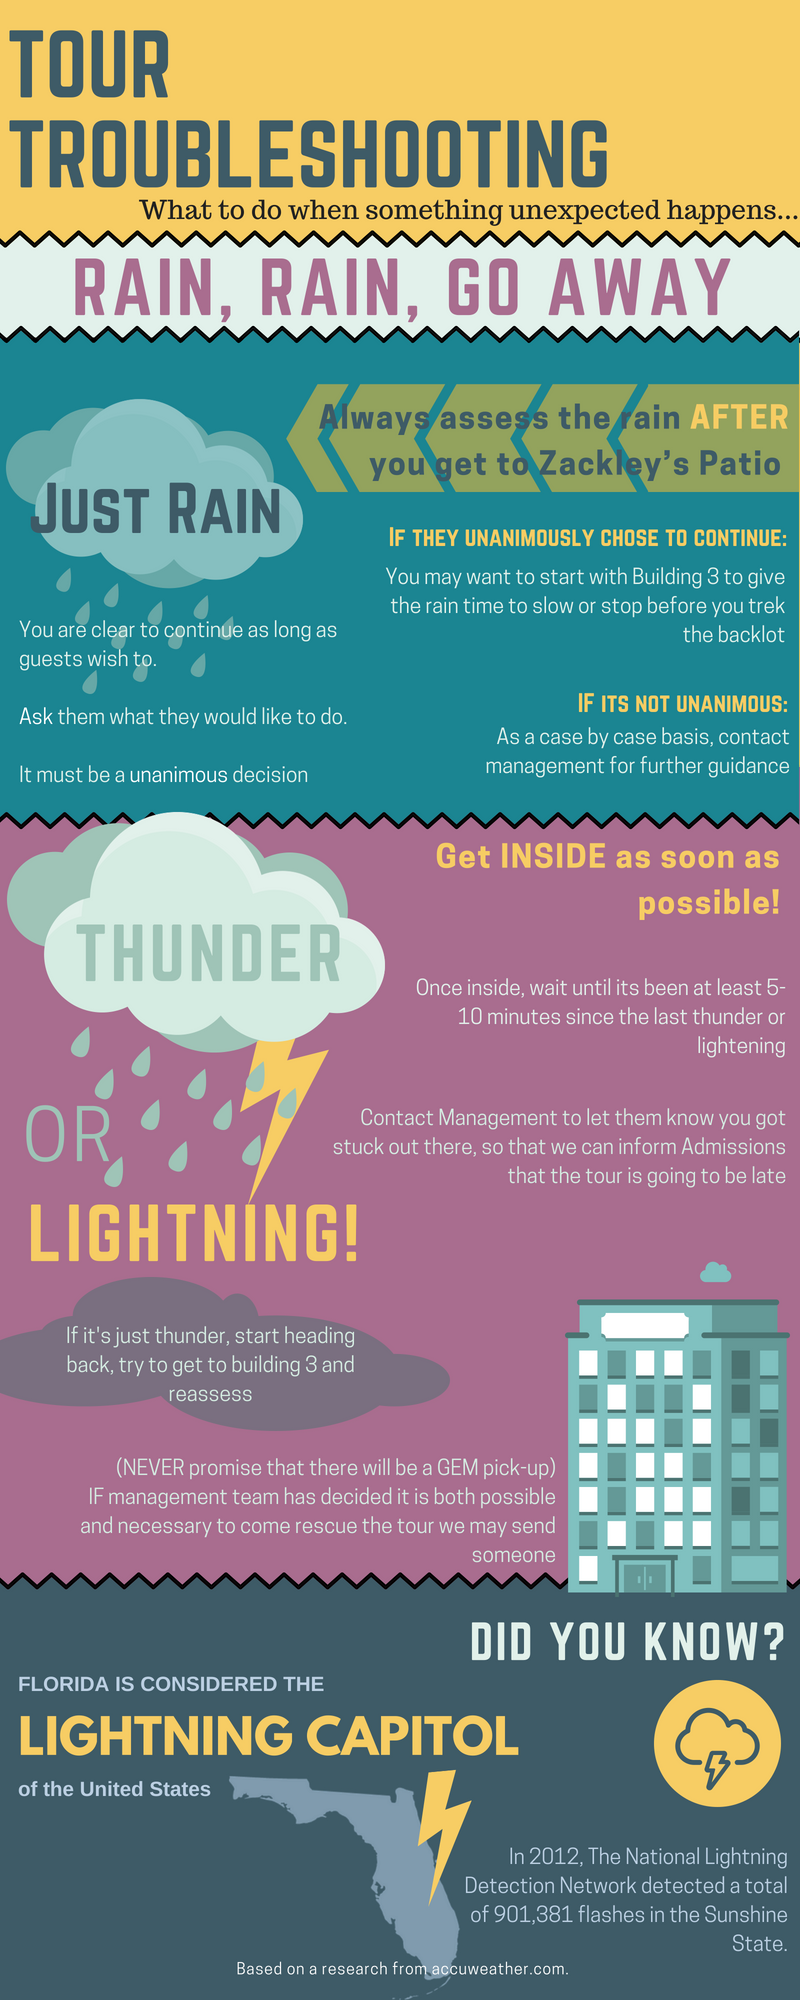 TOUR
TROUBLESHOOTING
What to do when something unexpected happens...
RAIN, RAIN, GO AWAY
Always assess the rain AFTER
you get to Zackley's Patio
JUST RAIN
You are clear to continue as long as
guests wish to.
Ask them what they would like to do.
It must be a unanimous decision
IF THEY UNANIMOUSLY CHOSE TO CONTINUE:
You may want to start with Building 3 to give
the rain time to slow or stop before you trek
the backlot
IF ITS NOT UNANIMOUS:
As a case by case basis, contact
management for further guidance
THUNDER
OR
LIGHTNING!
Get INSIDE as soon as
possible!
Once inside, wait until its been at least 5-
10 minutes since the last thunder or
lightening
Contact Management to let them know you got
stuck out there, so that we can inform Admissions
that the tour is going to be late
If it's just thunder, start heading
back, try to get to building 3 and
reassess
(NEVER promise that there will be a GEM pick-up)
IF management team has decided it is both possible
and necessary to come rescue the tour we may send
someone
DID YOU KNOW?
FLORIDA IS CONSIDERED THE
LIGHTNING CAPITOL
of the United States
In 2012, The National Lightning
Detection Network detected a total
of 901,381 flashes in the Sunshine
State.
Based on a research from accuweather.com.